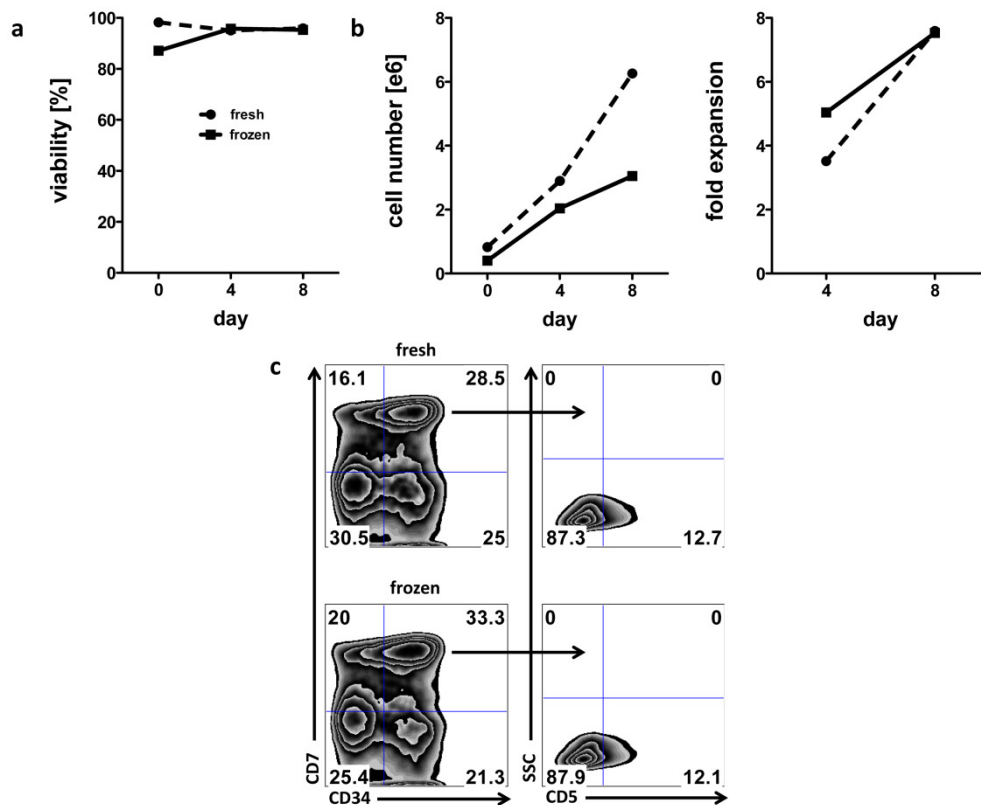 a
viability [%]
100
80
60
40
20
0
fresh
frozen
0 4 8
day
b
cell number [e6]
8
6
4
2
0
0 4 8
day
fold expansion
8
6
4
2
0
4 8
day
c
fresh
CD7
16.1 28.5
30.5 25
SSC
0 0
87.3 12.7
frozen
20 33.3
25.4 21.3
CD34
0 0
87.9 12.1
CD5